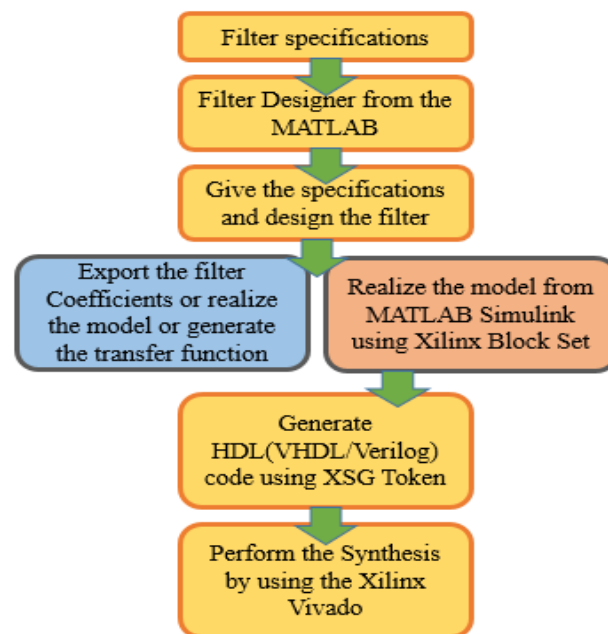 Filter specifications
Filter Designer from the
MATLAB
Give the specifications
and design the filter
Export the filter
Coefficients or realize
the model or generate
the transfer function
Realize the model from
MATLAB Simulink
using Xilinx Block Set
Generate
HDL(VHDL/Verilog)
code using XSG Token
Perform the Synthesis
by using the Xilinx
Vivado